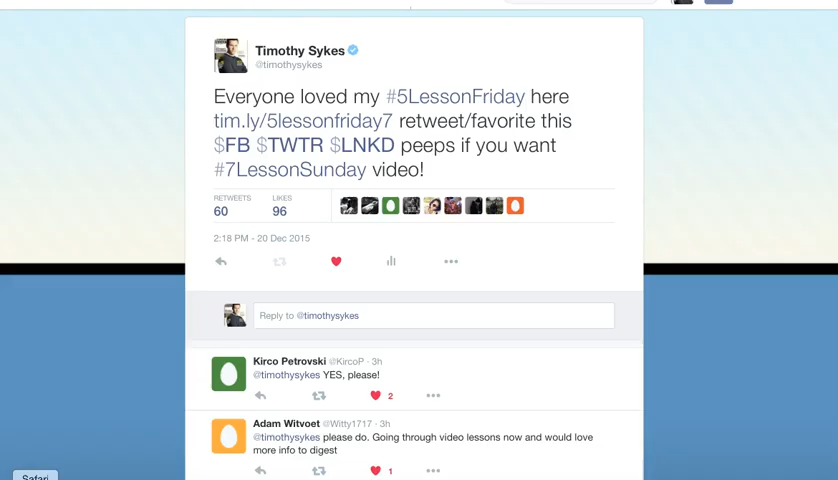 Timothy Sykes
@timothysykes
Everyone loved my #5LessonFriday here
tim.ly/5lessonfriday7 retweet/favorite this
$FB $TWTR $LNKD peeps if you want
#7LessonSunday video!
RETWEETS LIKES
60 96
2:18 PM - 20 Dec 2015
Reply to @timothysykes
Kirco Petrovski @KircoP · 3h
@timothysykes YES, please!
2
Adam Witvoet @Witty1717 · 3h
@timothysykes please do. Going through video lessons now and would love
more info to digest
1
Safari